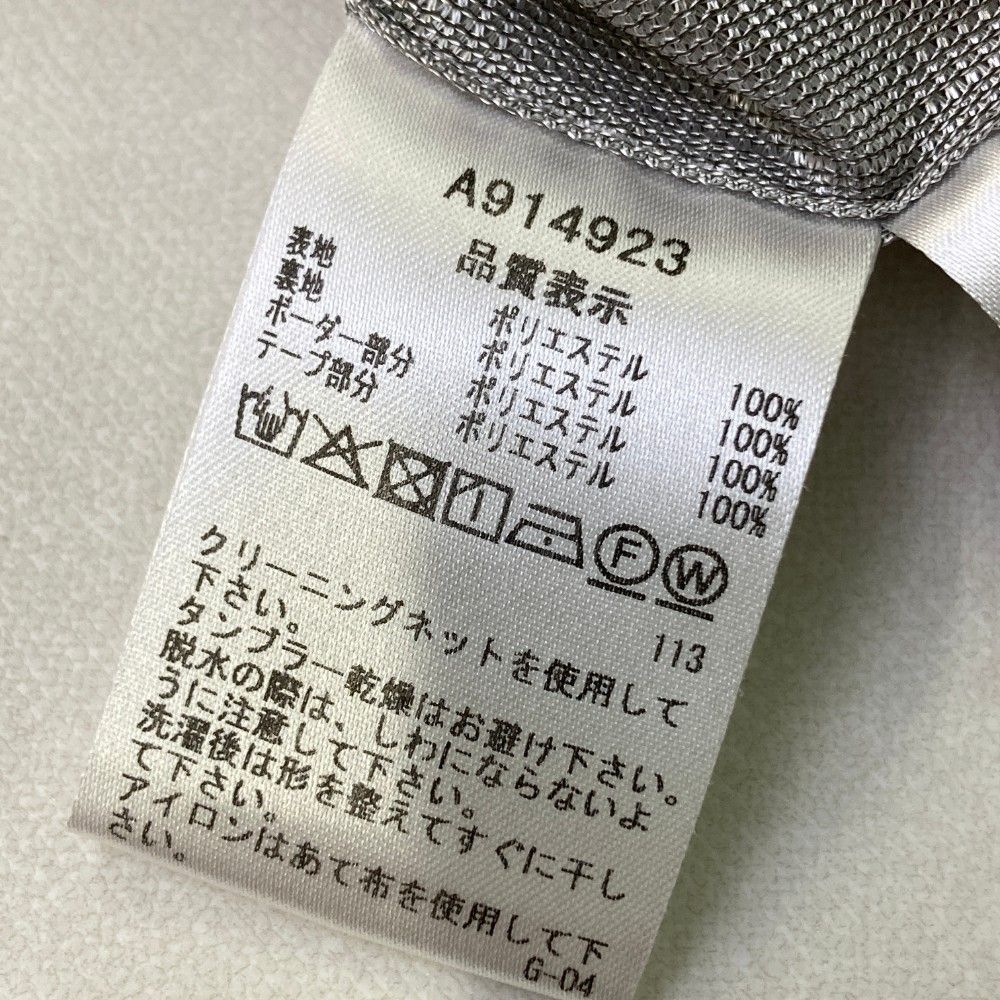 A914923
品質表示
表地 ポリエステル 100%
裏地 ポリエステル 100%
ボーダー部分 ポリエステル 100%
テープ部分 ポリエステル 100%
F W
113
クリーニングネットを使用して
下さい。
タンブラー乾燥はお避け下さい。
脱水の際は、しわにならないよ
うに注意して下さい。
洗濯後は形を整えてすぐに干し
て下さい。
アイロンはあて布を使用して下
さい。
G-04